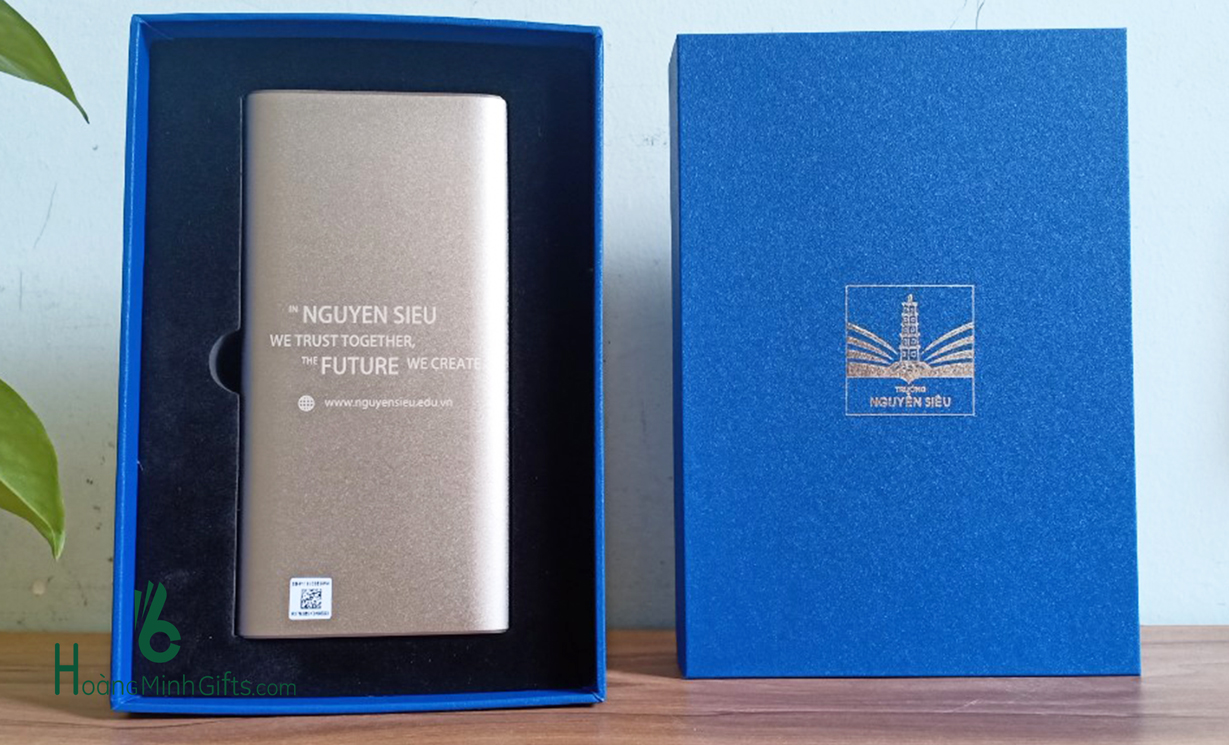 IN NGUYEN SIEU
WE TRUST TOGETHER,
THE FUTURE WE CREATE
www.nguyensieu.edu.vn
TRƯỜNG
NGUYỄN SIÊU
HoàngMinhGifts.com